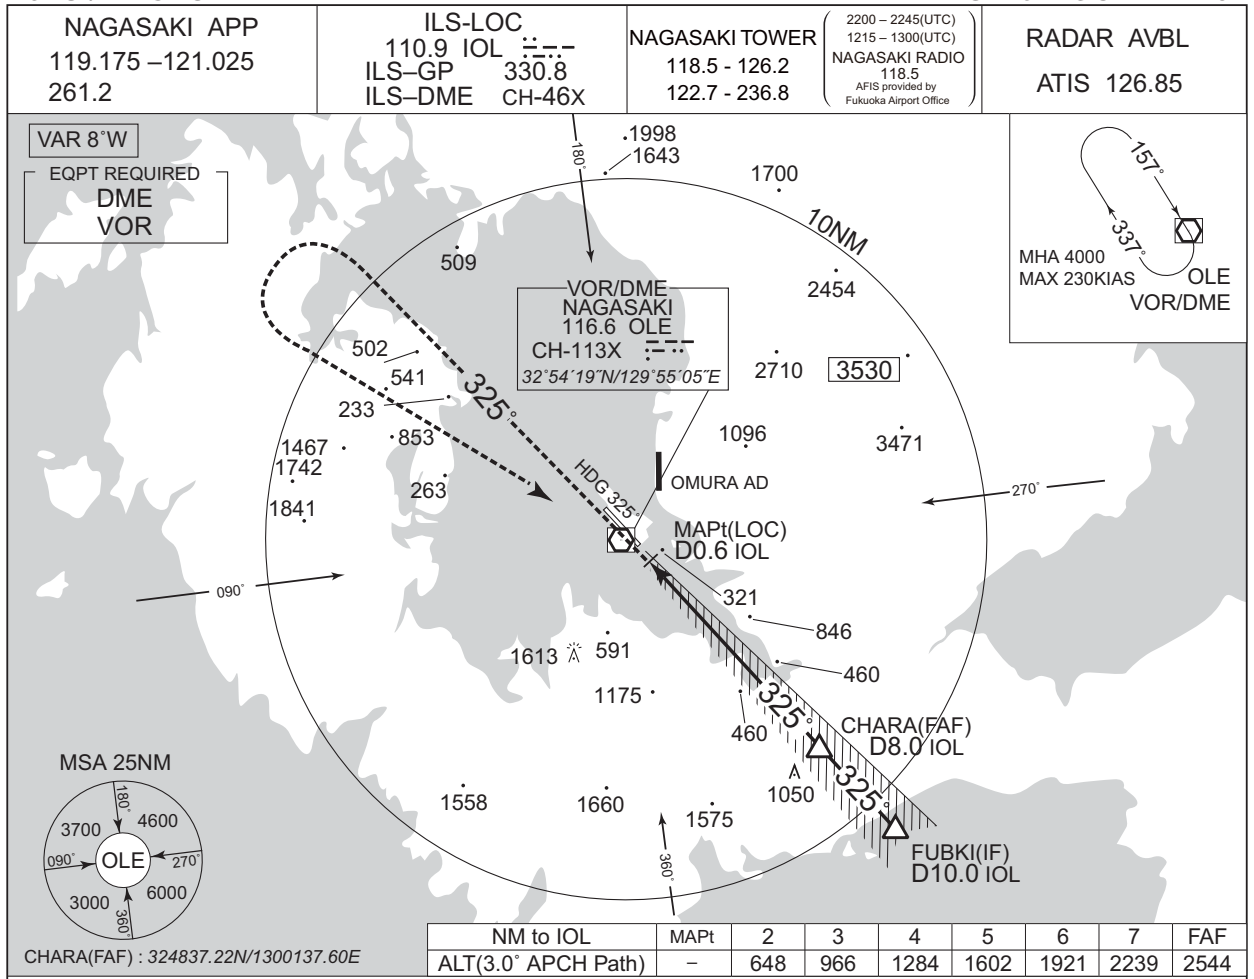 NAGASAKI APP
119.175 –121.025
261.2
ILS-LOC
110.9 IOL
ILS–GP 330.8
ILS–DME CH-46X
NAGASAKI TOWER
118.5 - 126.2
122.7 - 236.8
2200 – 2245(UTC)
1215 – 1300(UTC)
NAGASAKI RADIO
118.5
AFIS provided by
Fukuoka Airport Office
RADAR AVBL
ATIS 126.85
VAR 8°W
EQPT REQUIRED
DME
VOR
180°
1998
1643
1700
10NM
157°
337°
MHA 4000
MAX 230KIAS
OLE
VOR/DME
509
2454
VOR/DME
NAGASAKI
116.6 OLE
CH-113X
32°54´19˝N/129°55´05˝E
502
541
233
325°
2710
3530
1467
853
1742
1096
3471
263
1841
HDG 325°
OMURA AD
270°
MAPt(LOC)
D0.6 IOL
090°
321
846
1613
591
460
1175
325°
460
CHARA(FAF)
D8.0 IOL
325°
1050
1558
1660
1575
360°
FUBKI(IF)
D10.0 IOL
MSA 25NM
180°
3700
4600
090°
OLE
270°
3000
6000
360°
CHARA(FAF) : 324837.22N/1300137.60E
NM to IOL MAPt 2 3 4 5 6 7 FAF
ALT(3.0° APCH Path) – 648 966 1284 1602 1921 2239 2544